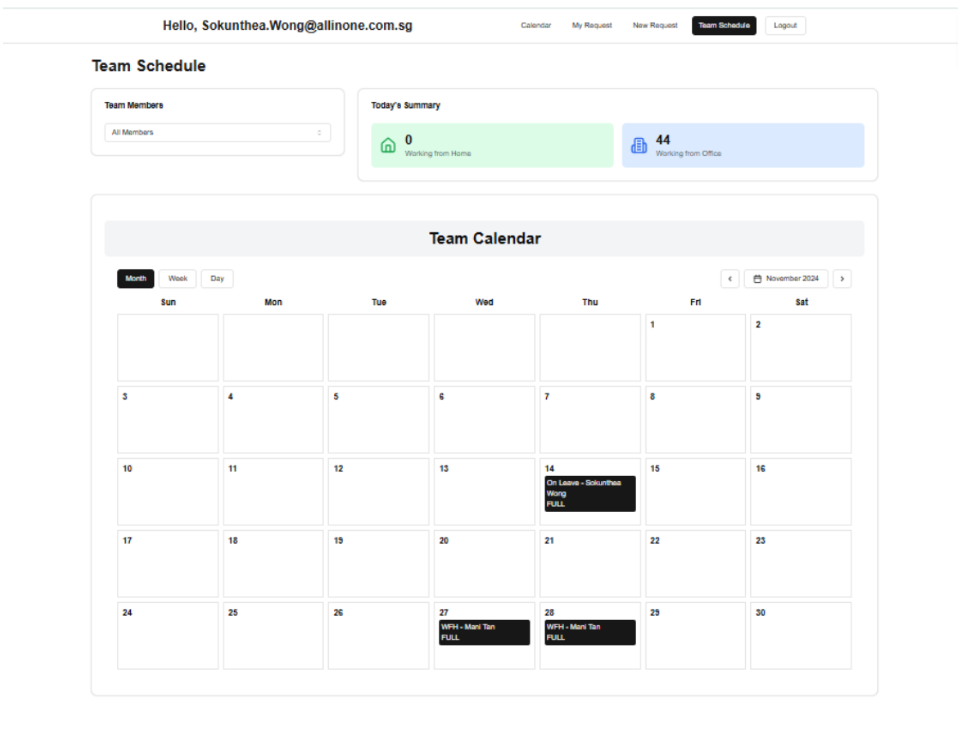 Hello, Sokunthea.Wong@allinone.com.sg
Calendar
My Request
New Request
Team Schedule
Logout
Team Schedule
Team Members
All Members
Today's Summary
0
Working from Home
44
Working from Office
Team Calendar
Month
Week
Day
November 2024
Sun
Mon
Tue
Wed
Thu
Fri
Sat
1
2
3
4
5
6
7
8
9
10
11
12
13
14
On Leave - Sokunthea
Wong
FULL
15
16
17
18
19
20
21
22
23
24
25
26
27
WFH - Mani Tan
FULL
28
WFH - Mani Tan
FULL
29
30